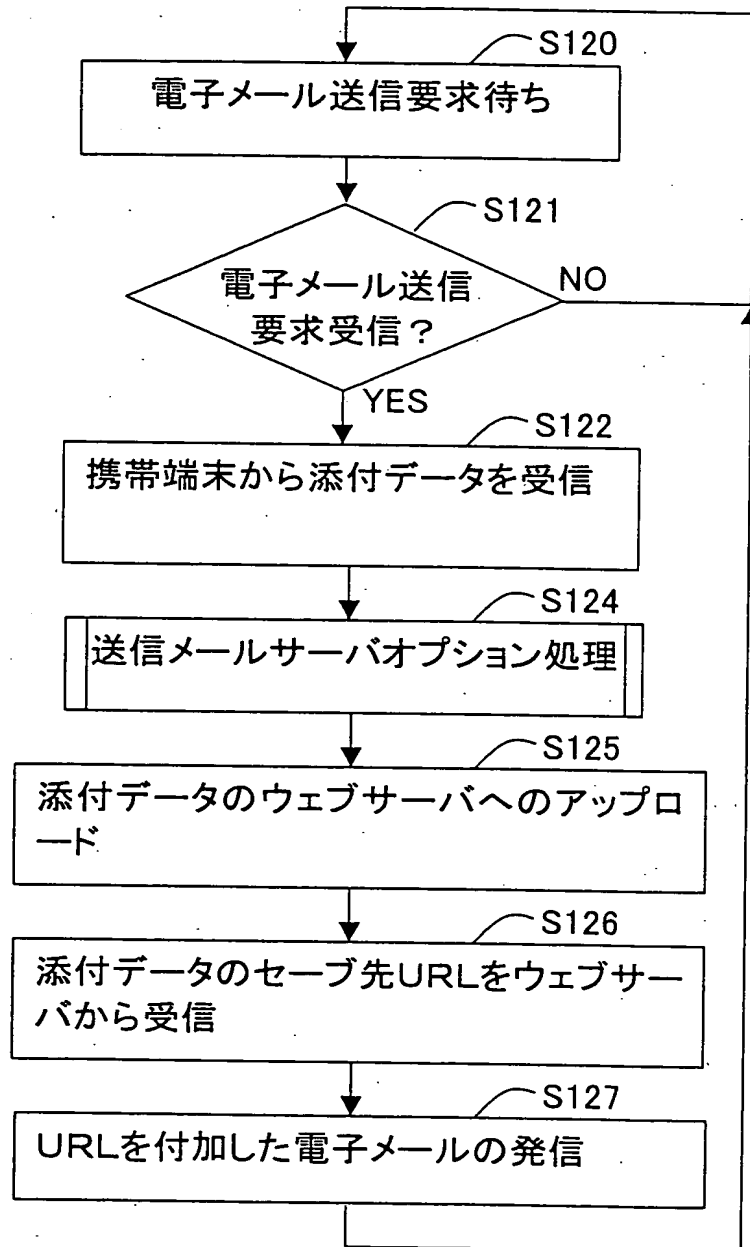 S120
電子メール送信要求待ち
S121
電子メール送信
要求受信？
NO
YES
S122
携帯端末から添付データを受信
S124
送信メールサーバオプション処理
S125
添付データのウェブサーバへのアップロ
ード
S126
添付データのセーブ先URLをウェブサー
バから受信
S127
URLを付加した電子メールの発信